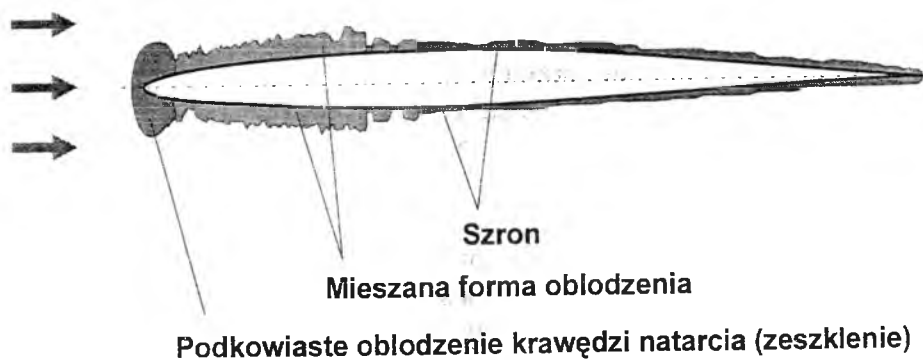 Szron
Mieszana forma oblodzenia
Podkowiaste oblodzenie krawędzi natarcia (zeszklenie)